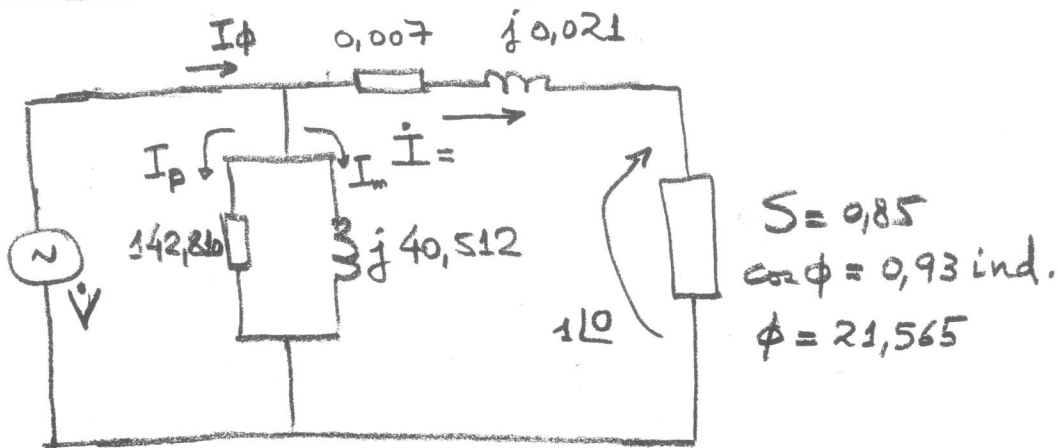 Iϕ 0,007 j 0,021
Ip Im İ =
142,810 j 40,512
S = 0,85
cos ϕ = 0,93 ind.
V̇ 1∠0 ϕ = 21,565
~